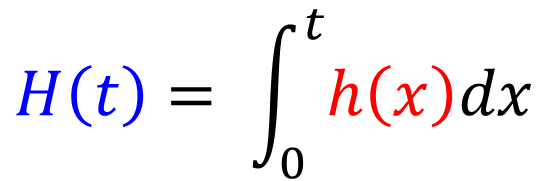 H(t) = ∫₀ᵗ h(x)dx